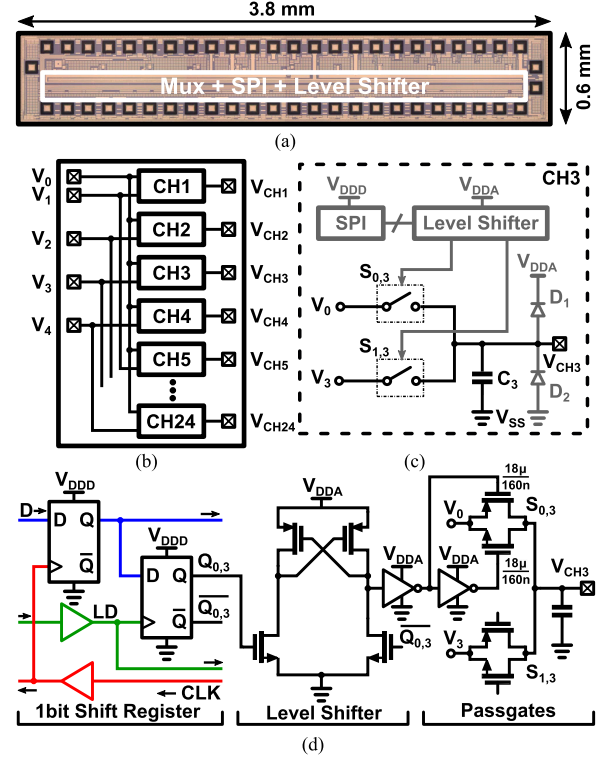 3.8 mm
Mux + SPI + Level Shifter
0.6 mm
(a)
V0
V1
V2
V3
V4
CH1
CH2
CH3
CH4
CH5
CH24
VCH1
VCH2
VCH3
VCH4
VCH5
VCH24
(b)
CH3
VDDD
VDDA
SPI
Level Shifter
S0,3
VDDA
V0
D1
S1,3
VCH3
V3
C3
D2
VSS
(c)
VDDD
D
D Q
Q
VDDD
D Q
Q0,3
Q
Q0,3
LD
CLK
1bit Shift Register
VDDA
Q0,3
Level Shifter
VDDA
VDDA
18µ
160n
S0,3
V0
18µ
160n
VCH3
V3
S1,3
Passgates
(d)